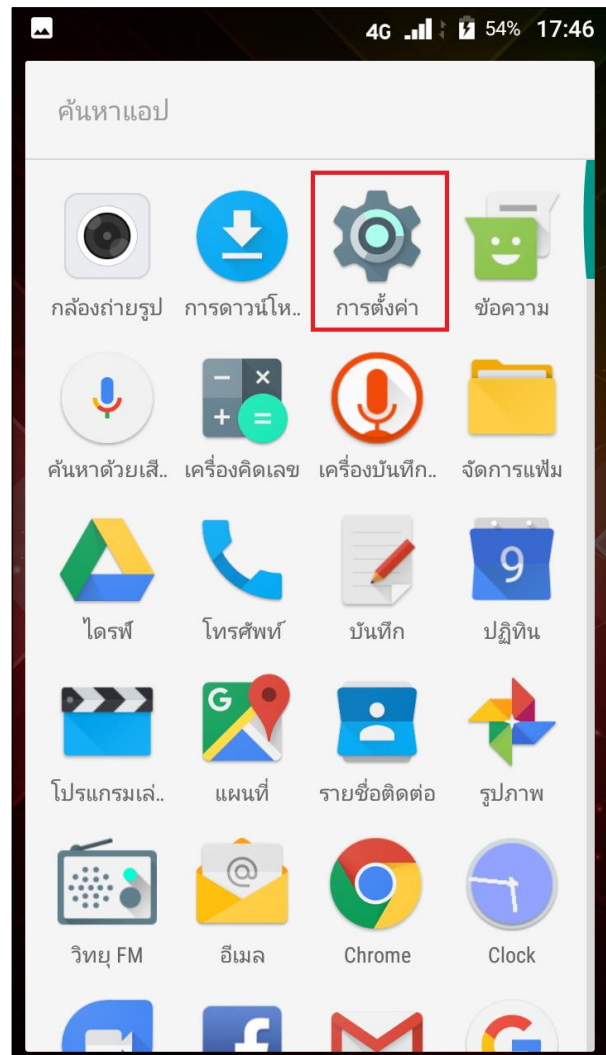 4G 54% 17:46
ค้นหาแอป
กล้องถ่ายรูป การดาวน์โห.. การตั้งค่า ข้อความ
ค้นหาด้วยเสี.. เครื่องคิดเลข เครื่องบันทึก.. จัดการแฟ้ม
9
ไดรฟ์ โทรศัพท์ บันทึก ปฏิทิน
G
โปรแกรมเล่.. แผนที่ รายชื่อติดต่อ รูปภาพ
@
วิทยุ FM อีเมล Chrome Clock